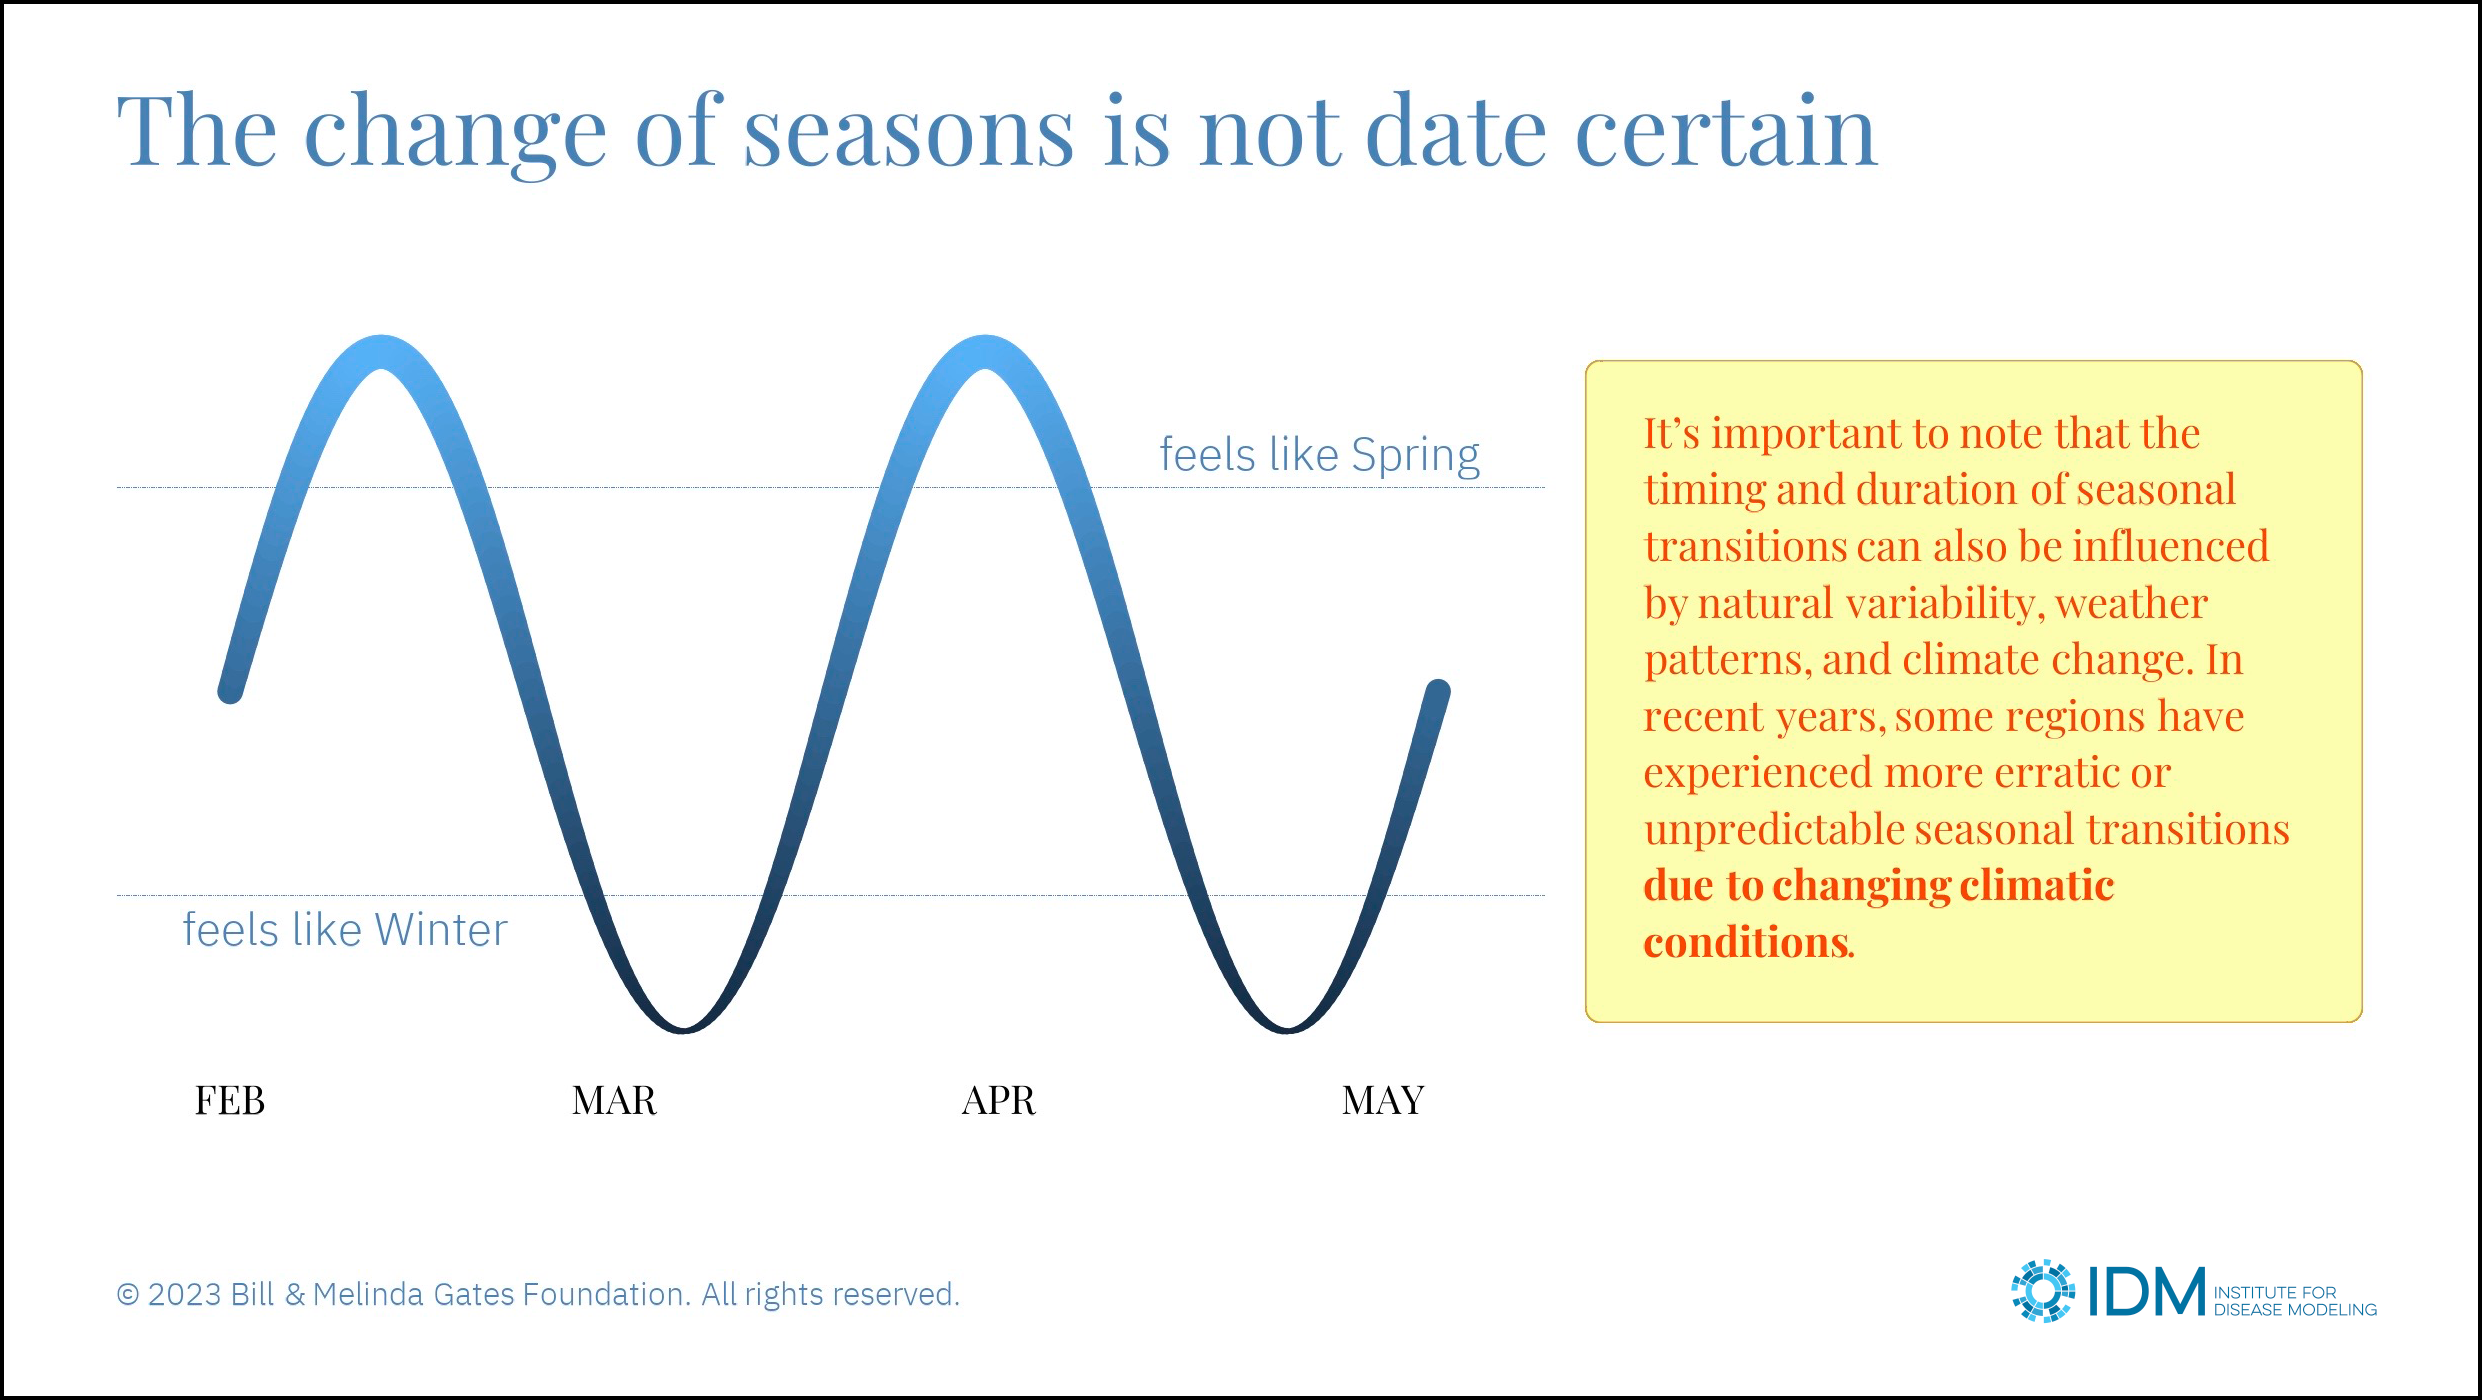 The change of seasons is not date certain
feels like Spring
feels like Winter
FEB MAR APR MAY
It’s important to note that the
timing and duration of seasonal
transitions can also be influenced
by natural variability, weather
patterns, and climate change. In
recent years, some regions have
experienced more erratic or
unpredictable seasonal transitions
due to changing climatic
conditions.
© 2023 Bill & Melinda Gates Foundation. All rights reserved.
IDM
INSTITUTE FOR
DISEASE MODELING